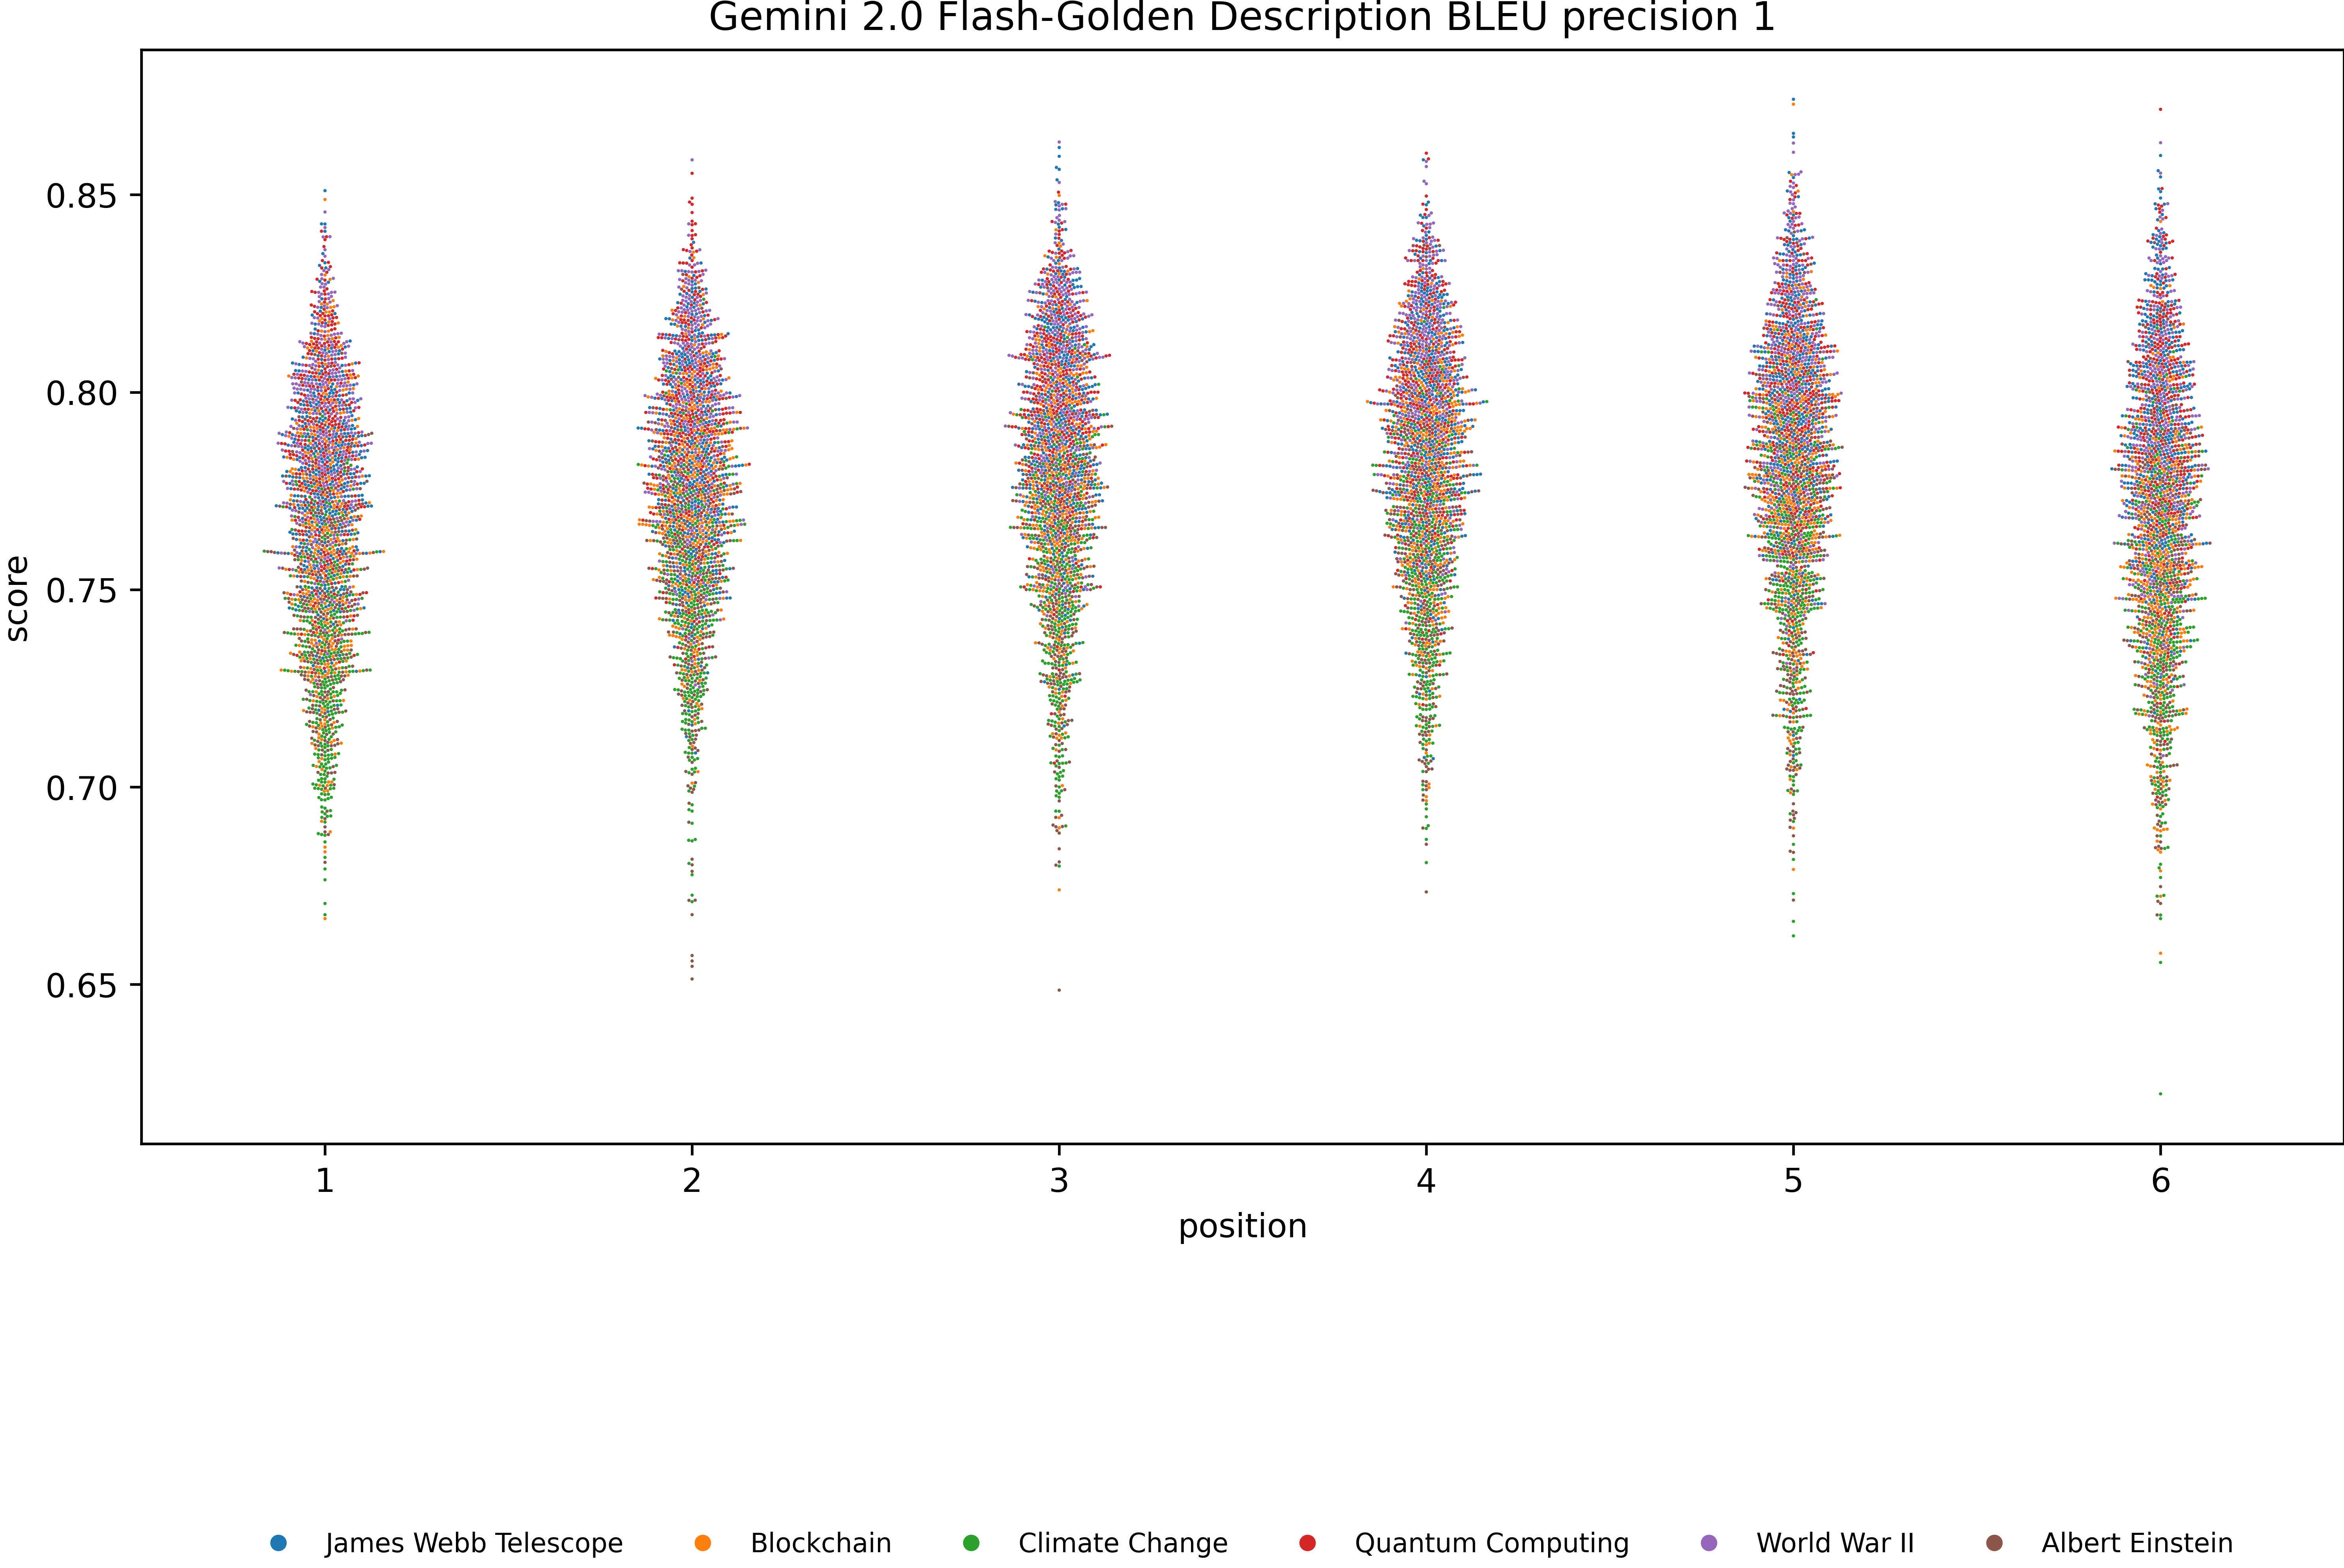 Gemini 2.0 Flash-Golden Description BLEU precision 1
0.85
0.80
0.75
0.70
0.65
score
1 2 3 4 5 6
position
James Webb Telescope Blockchain Climate Change Quantum Computing World War II Albert Einstein